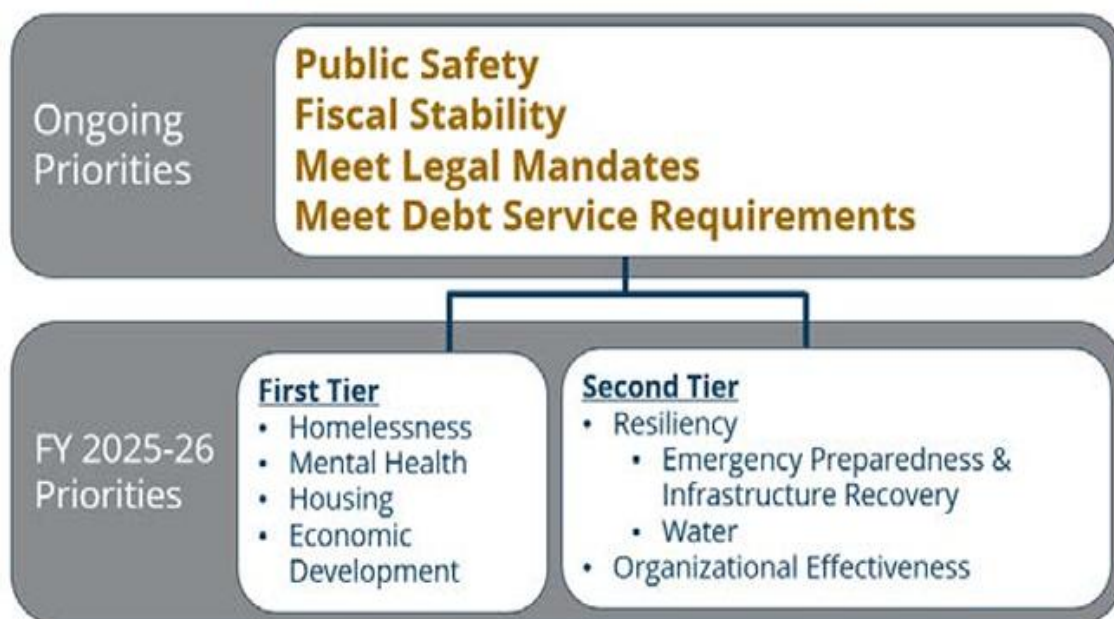 Ongoing
Priorities
Public Safety
Fiscal Stability
Meet Legal Mandates
Meet Debt Service Requirements
FY 2025-26
Priorities
First Tier
• Homelessness
• Mental Health
• Housing
• Economic
Development
Second Tier
• Resiliency
• Emergency Preparedness &
Infrastructure Recovery
• Water
• Organizational Effectiveness